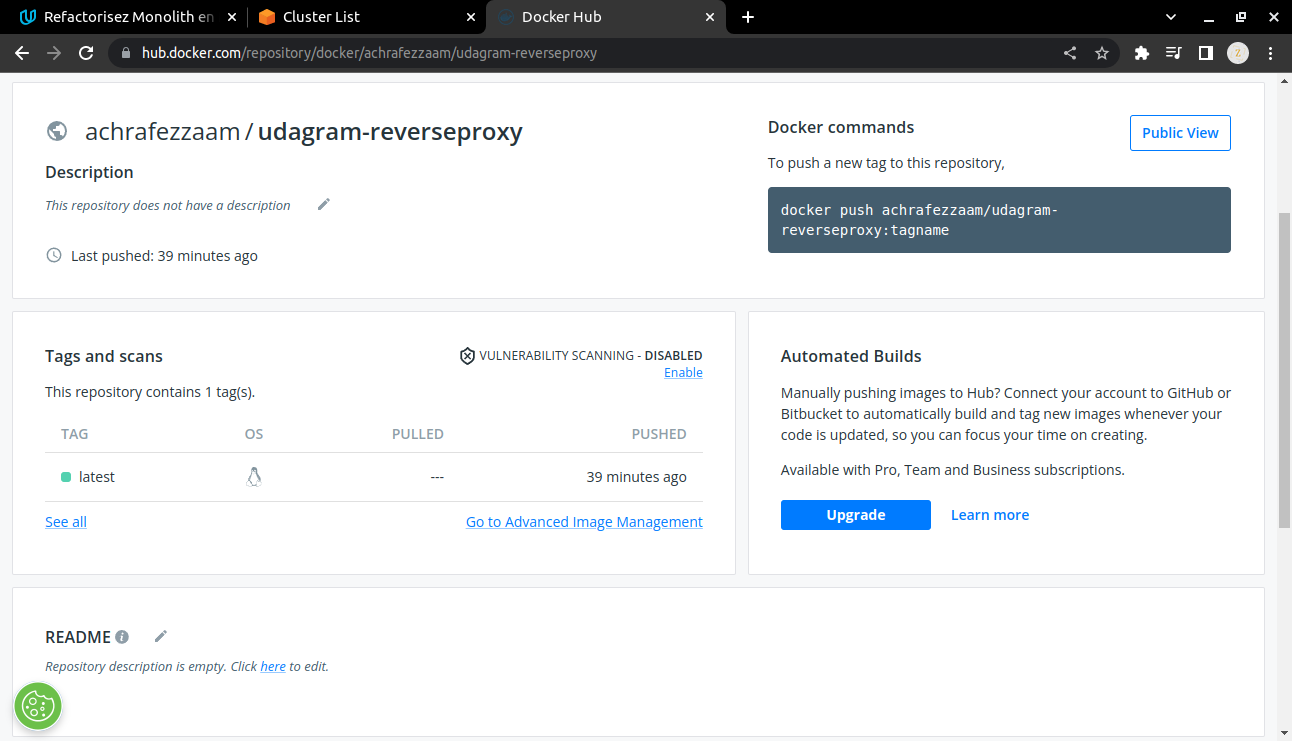 Refactorisez Monolith en
Cluster List
Docker Hub
hub.docker.com/repository/docker/achrafezzaam/udagram-reverseproxy
Z
achrafezzaam / udagram-reverseproxy
Description
This repository does not have a description
Last pushed: 39 minutes ago
Docker commands
Public View
To push a new tag to this repository,
docker push achrafezzaam/udagram-
reverseproxy:tagname
Tags and scans
VULNERABILITY SCANNING - DISABLED
Enable
This repository contains 1 tag(s).
TAG OS PULLED PUSHED
latest --- 39 minutes ago
See all Go to Advanced Image Management
Automated Builds
Manually pushing images to Hub? Connect your account to GitHub or
Bitbucket to automatically build and tag new images whenever your
code is updated, so you can focus your time on creating.
Available with Pro, Team and Business subscriptions.
Upgrade Learn more
README
Repository description is empty. Click here to edit.